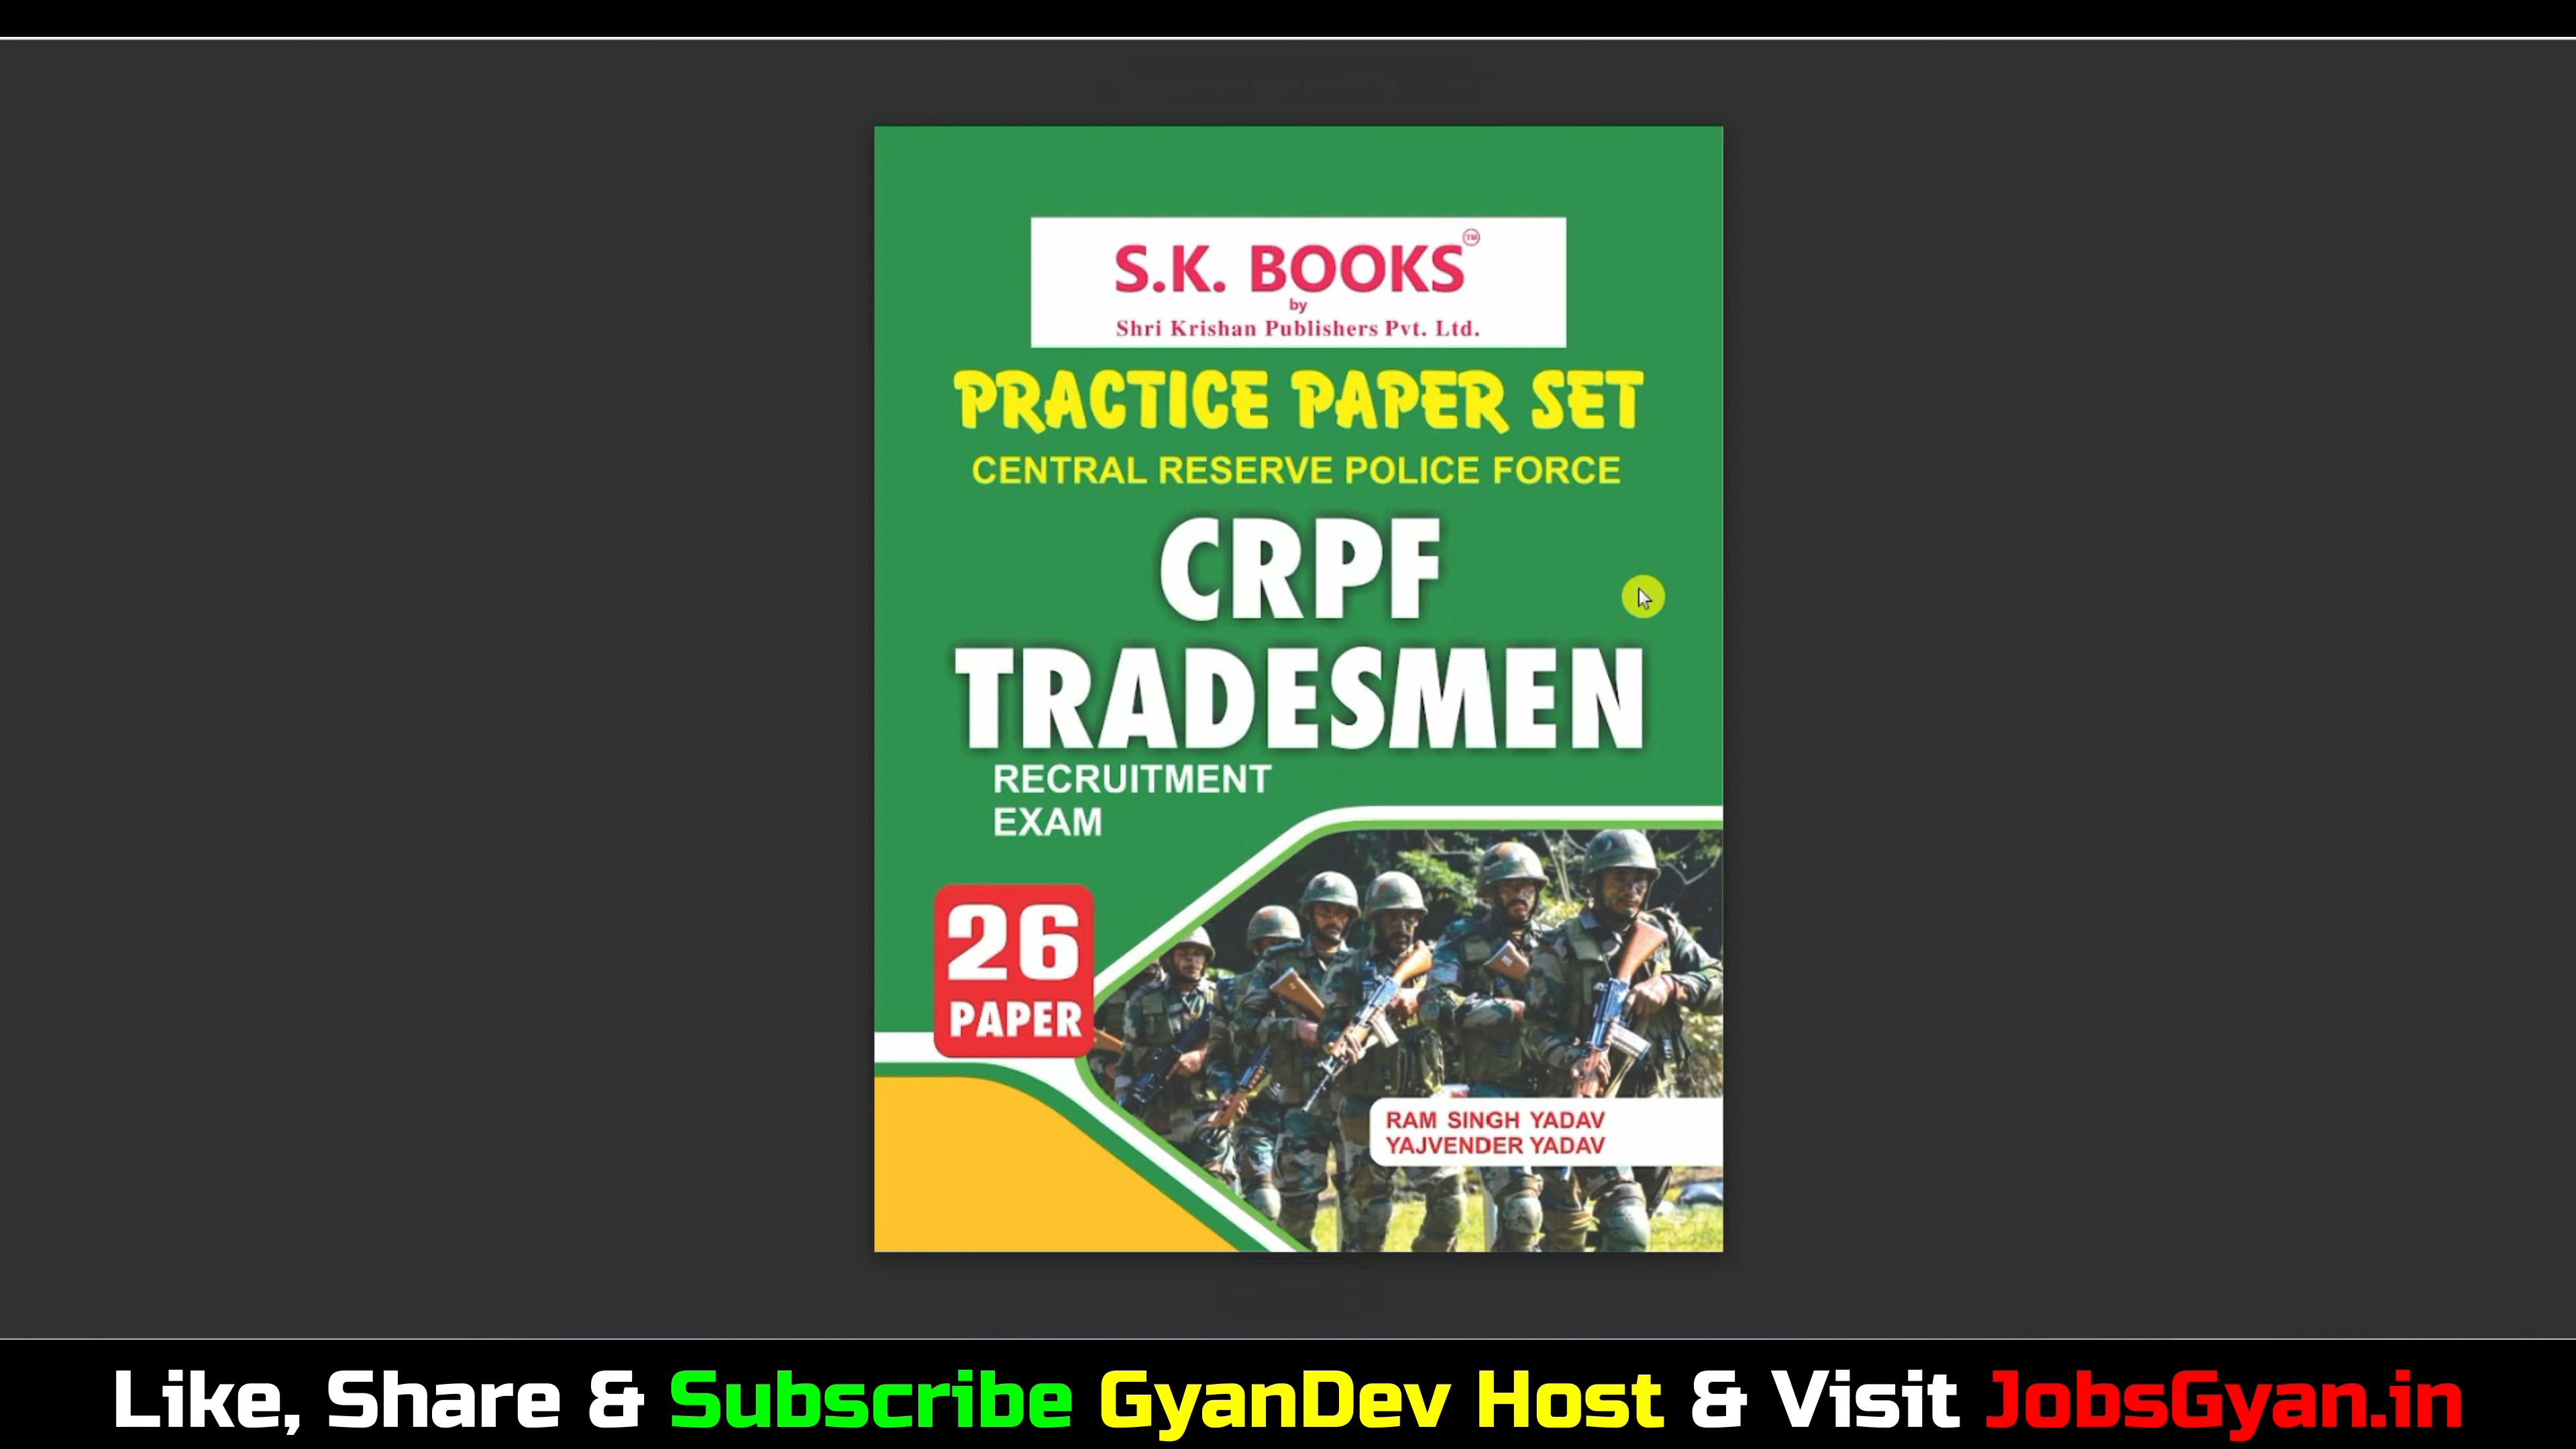 S.K. BOOKS TM
by
Shri Krishan Publishers Pvt. Ltd.
PRACTICE PAPER SET
CENTRAL RESERVE POLICE FORCE
CRPF
TRADESMEN
RECRUITMENT
EXAM
26
PAPER
RAM SINGH YADAV
YAJVENDER YADAV
Like, Share & Subscribe GyanDev Host & Visit JobsGyan.in